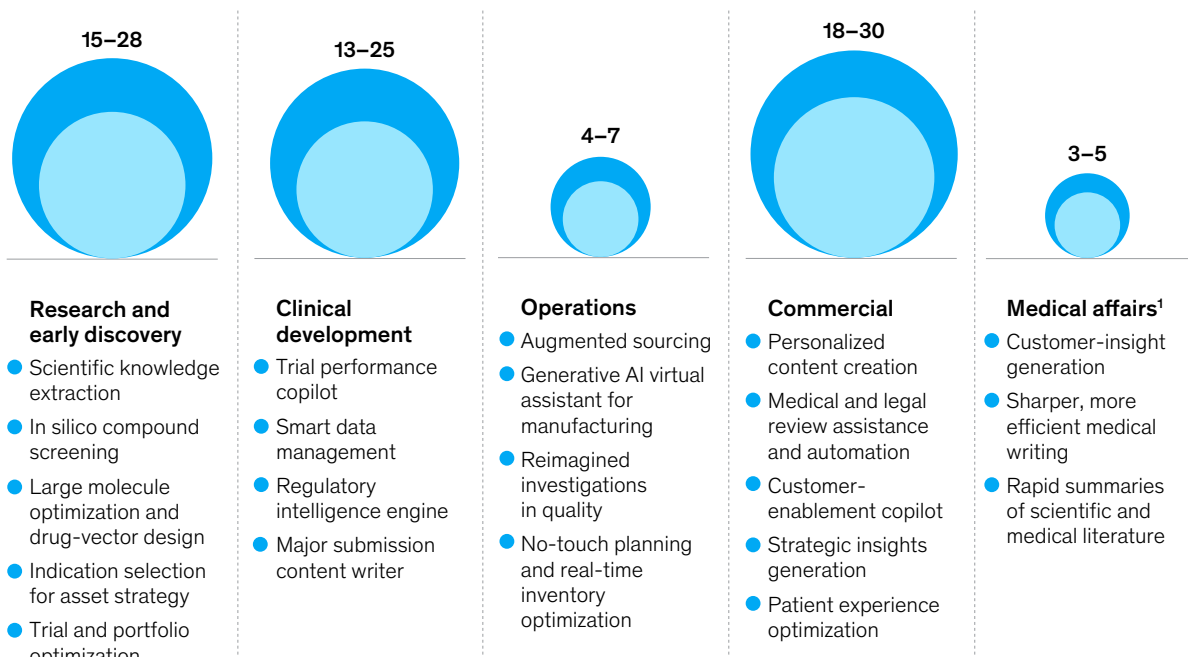 15–28
Research and
early discovery
Scientific knowledge
extraction
In silico compound
screening
Large molecule
optimization and
drug-vector design
Indication selection
for asset strategy
Trial and portfolio
optimization
13–25
Clinical
development
Trial performance
copilot
Smart data
management
Regulatory
intelligence engine
Major submission
content writer
4–7
Operations
Augmented sourcing
Generative AI virtual
assistant for
manufacturing
Reimagined
investigations
in quality
No-touch planning
and real-time
inventory
optimization
18–30
Commercial
Personalized
content creation
Medical and legal
review assistance
and automation
Customer-
enablement copilot
Strategic insights
generation
Patient experience
optimization
3–5
Medical affairs¹
Customer-insight
generation
Sharper, more
efficient medical
writing
Rapid summaries
of scientific and
medical literature